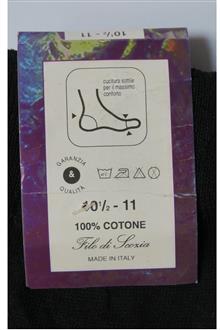 10½ - 11
cucitura sottile
per il massimo
comfort
GARANZIA
&
QUALITÀ
10½ - 11
100% COTONE
Filo di Scozia
MADE IN ITALY